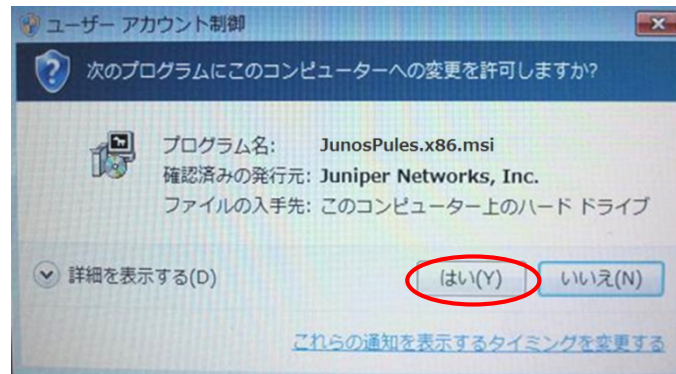 ユーザー アカウント制御
次のプログラムにこのコンピューターへの変更を許可しますか?
プログラム名: JunosPules.x86.msi
確認済みの発行元: Juniper Networks, Inc.
ファイルの入手先: このコンピューター上のハード ドライブ
詳細を表示する(D) はい(Y) いいえ(N)
これらの通知を表示するタイミングを変更する